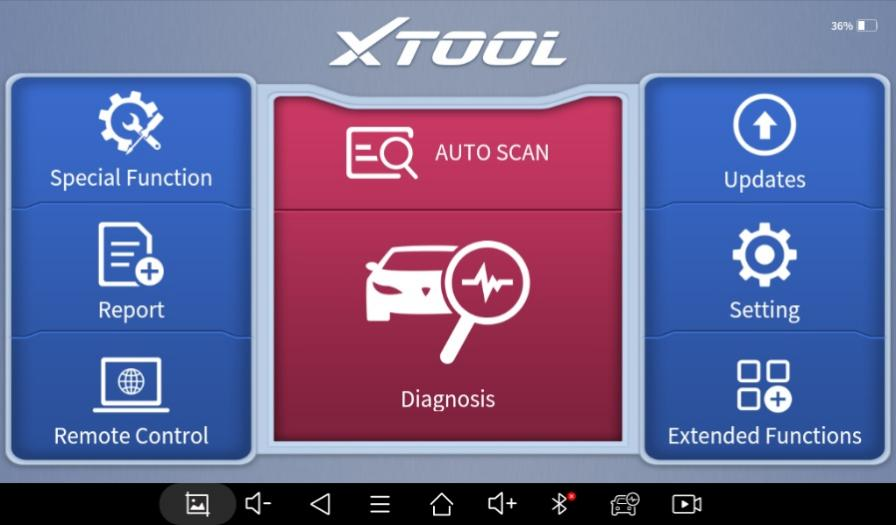 XTOOL
36%
Special Function
AUTO SCAN
Updates
Report
Diagnosis
Setting
Remote Control
Extended Functions